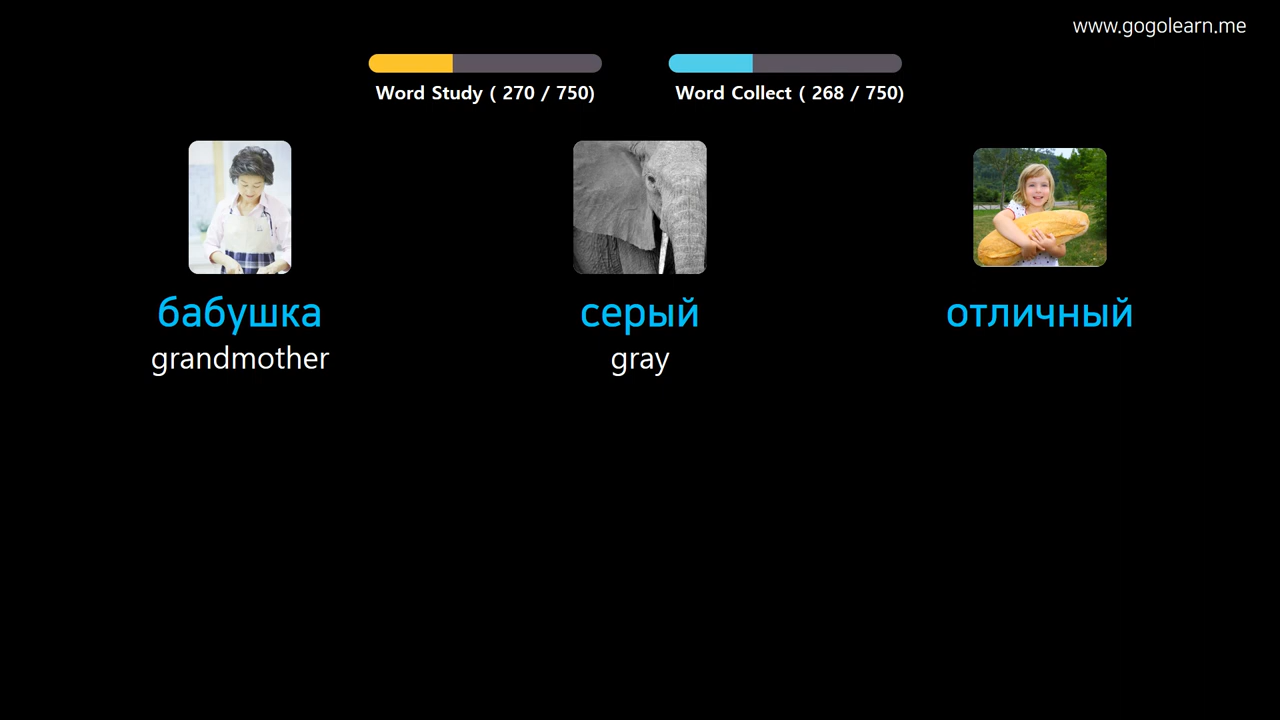 www.gogolearn.me
Word Study ( 270 / 750)
Word Collect ( 268 / 750)
бабушка
grandmother
серый
gray
отличный